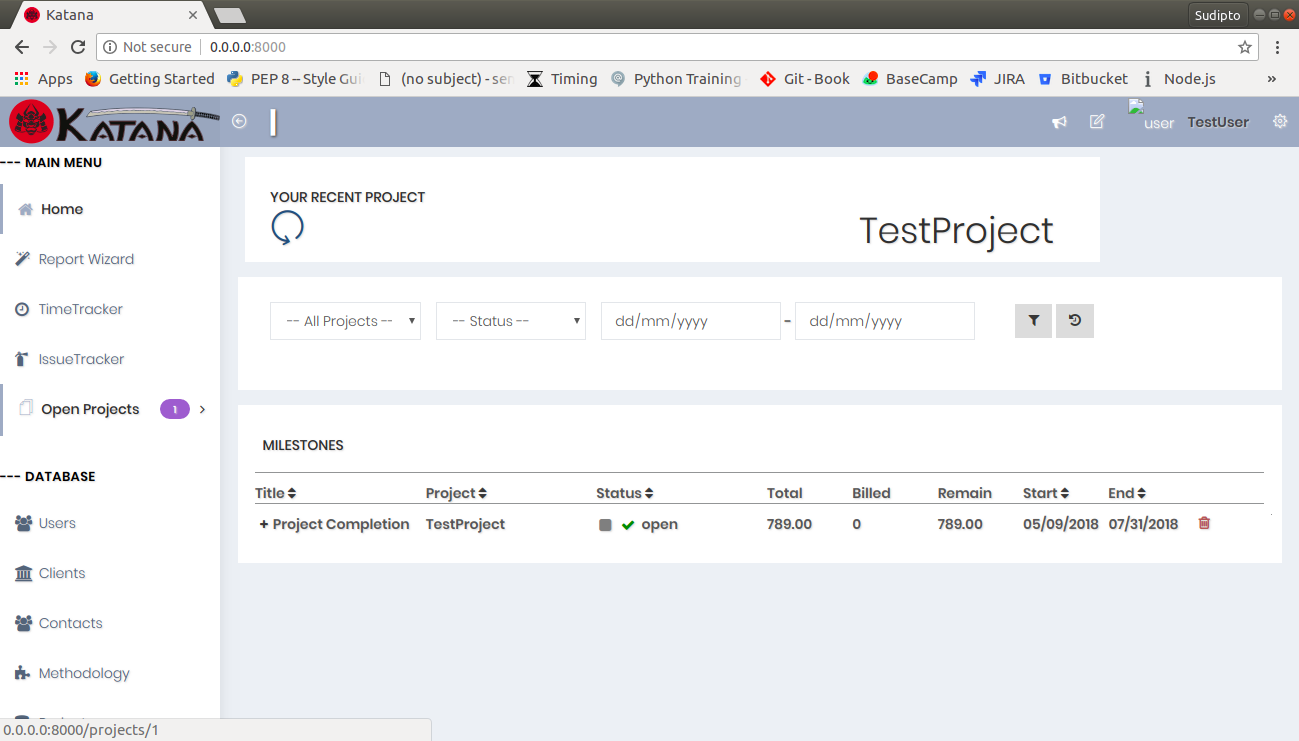 Katana
Sudipto
Not secure 0.0.0.0:8000
Apps Getting Started PEP 8 -- Style Gui (no subject) - sen Timing Python Training Git - Book BaseCamp JIRA Bitbucket Node.js »
KATANA user TestUser
--- MAIN MENU
Home
Report Wizard
TimeTracker
IssueTracker
Open Projects 1
--- DATABASE
Users
Clients
Contacts
Methodology
YOUR RECENT PROJECT
TestProject
-- All Projects -- -- Status -- dd/mm/yyyy - dd/mm/yyyy
MILESTONES
Title Project Status Total Billed Remain Start End
+ Project Completion TestProject open 789.00 0 789.00 05/09/2018 07/31/2018
0.0.0.0:8000/projects/1